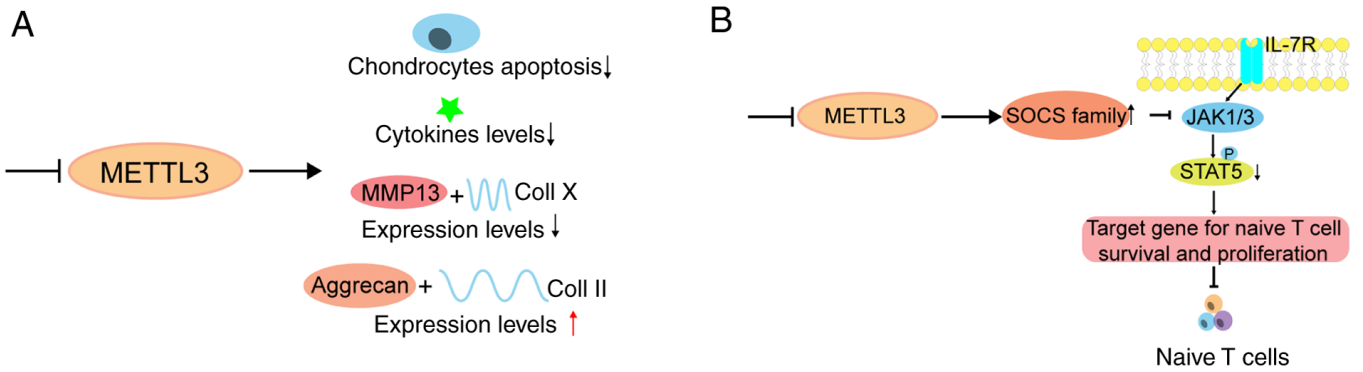 A
Chondrocytes apoptosis↓
Cytokines levels↓
METTL3
MMP13 + Coll X
Expression levels ↓
Aggrecan + Coll II
Expression levels ↑
B
IL-7R
METTL3
SOCS family↑
JAK1/3
P
STAT5 ↓
Target gene for naive T cell
survival and proliferation
Naive T cells